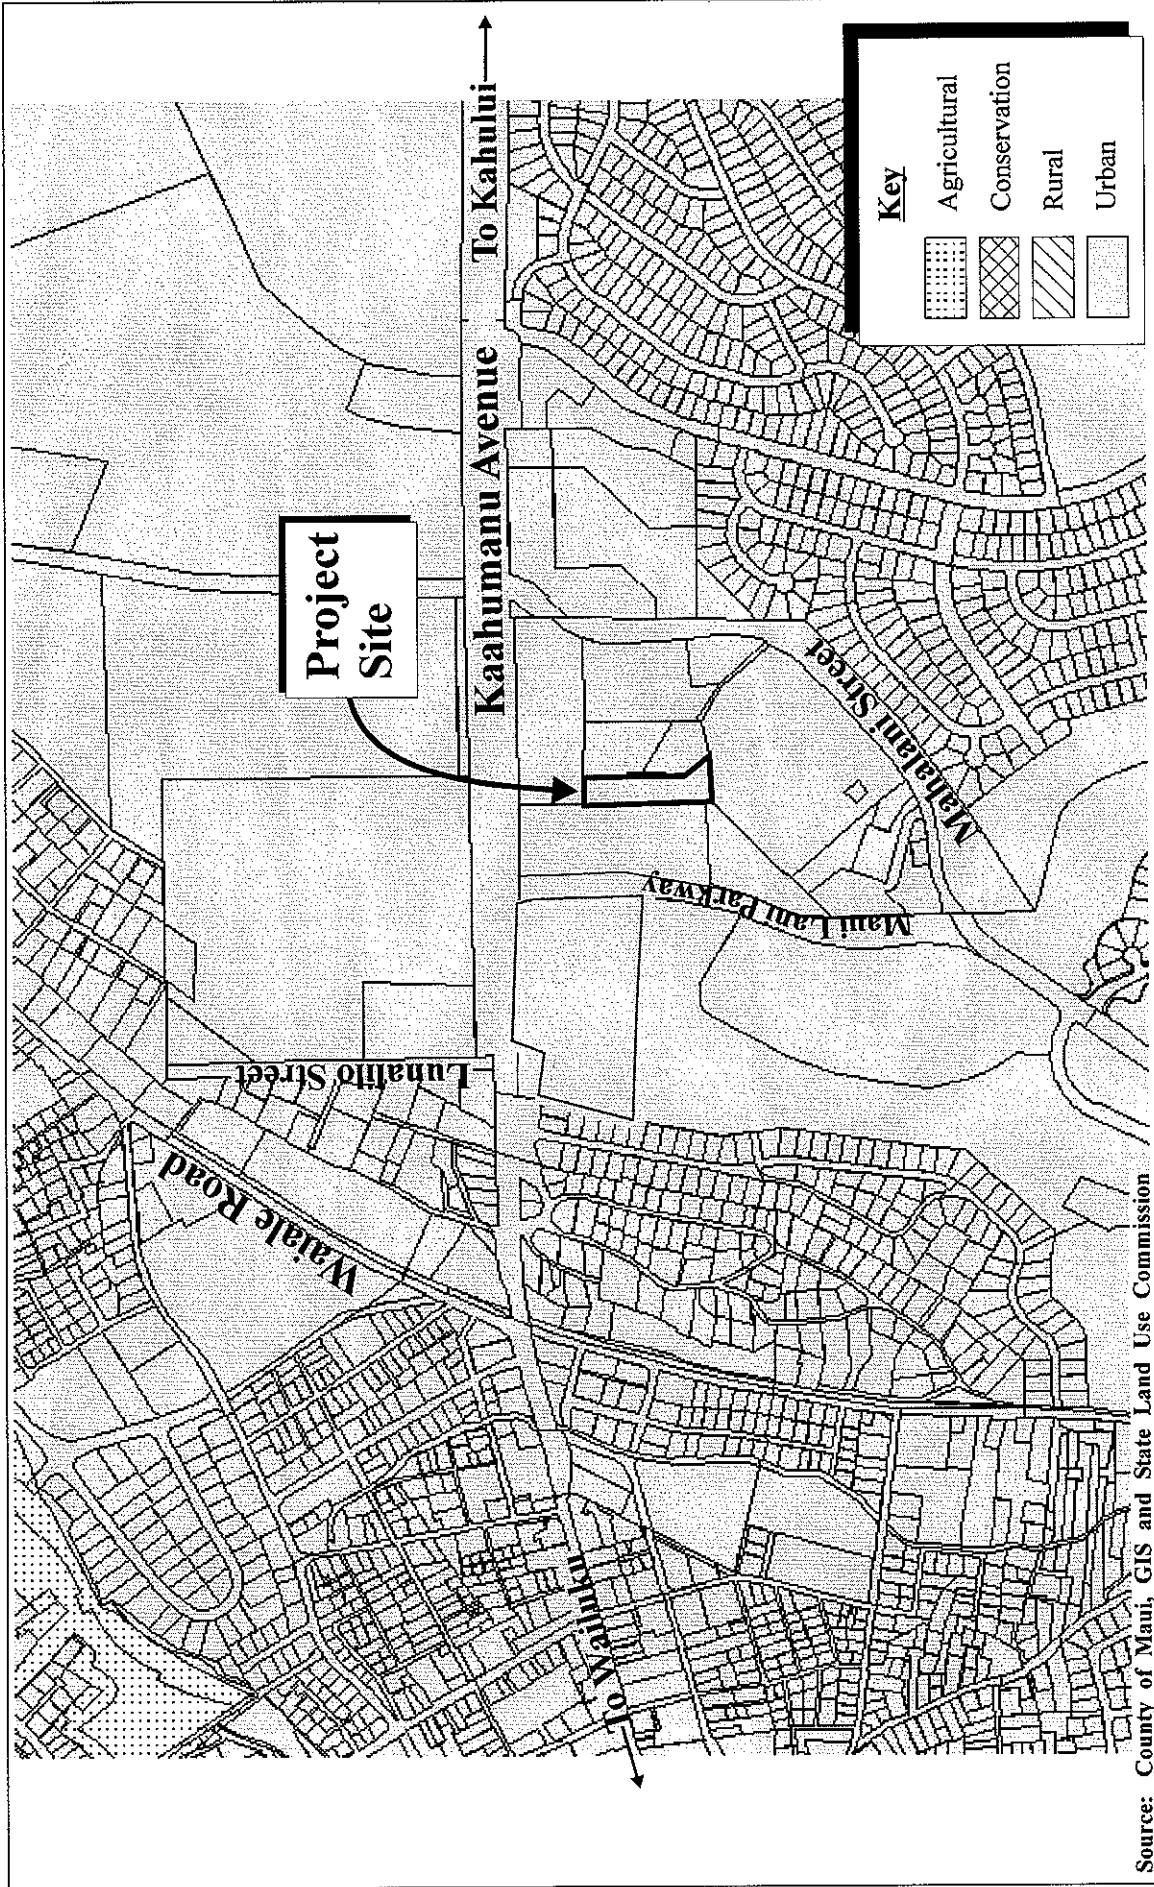 To Kahului
Kaahumanu Avenue
Project
Site
Lunalilo Street
Waiale Road
Maui Lani Parkway
Mahalani Street
To Wailuku
Key
Agricultural
Conservation
Rural
Urban
Source: County of Maui, GIS and State Land Use Commission